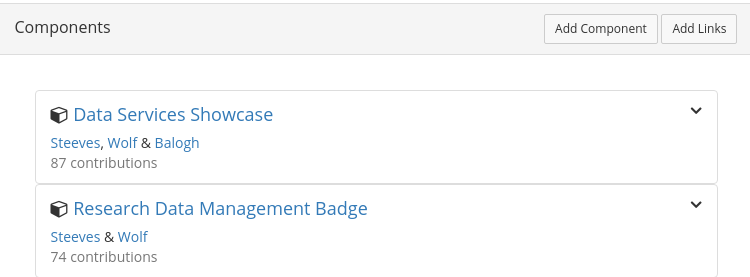 Components
Add Component
Add Links
Data Services Showcase
Steeves, Wolf & Balogh
87 contributions
Research Data Management Badge
Steeves & Wolf
74 contributions